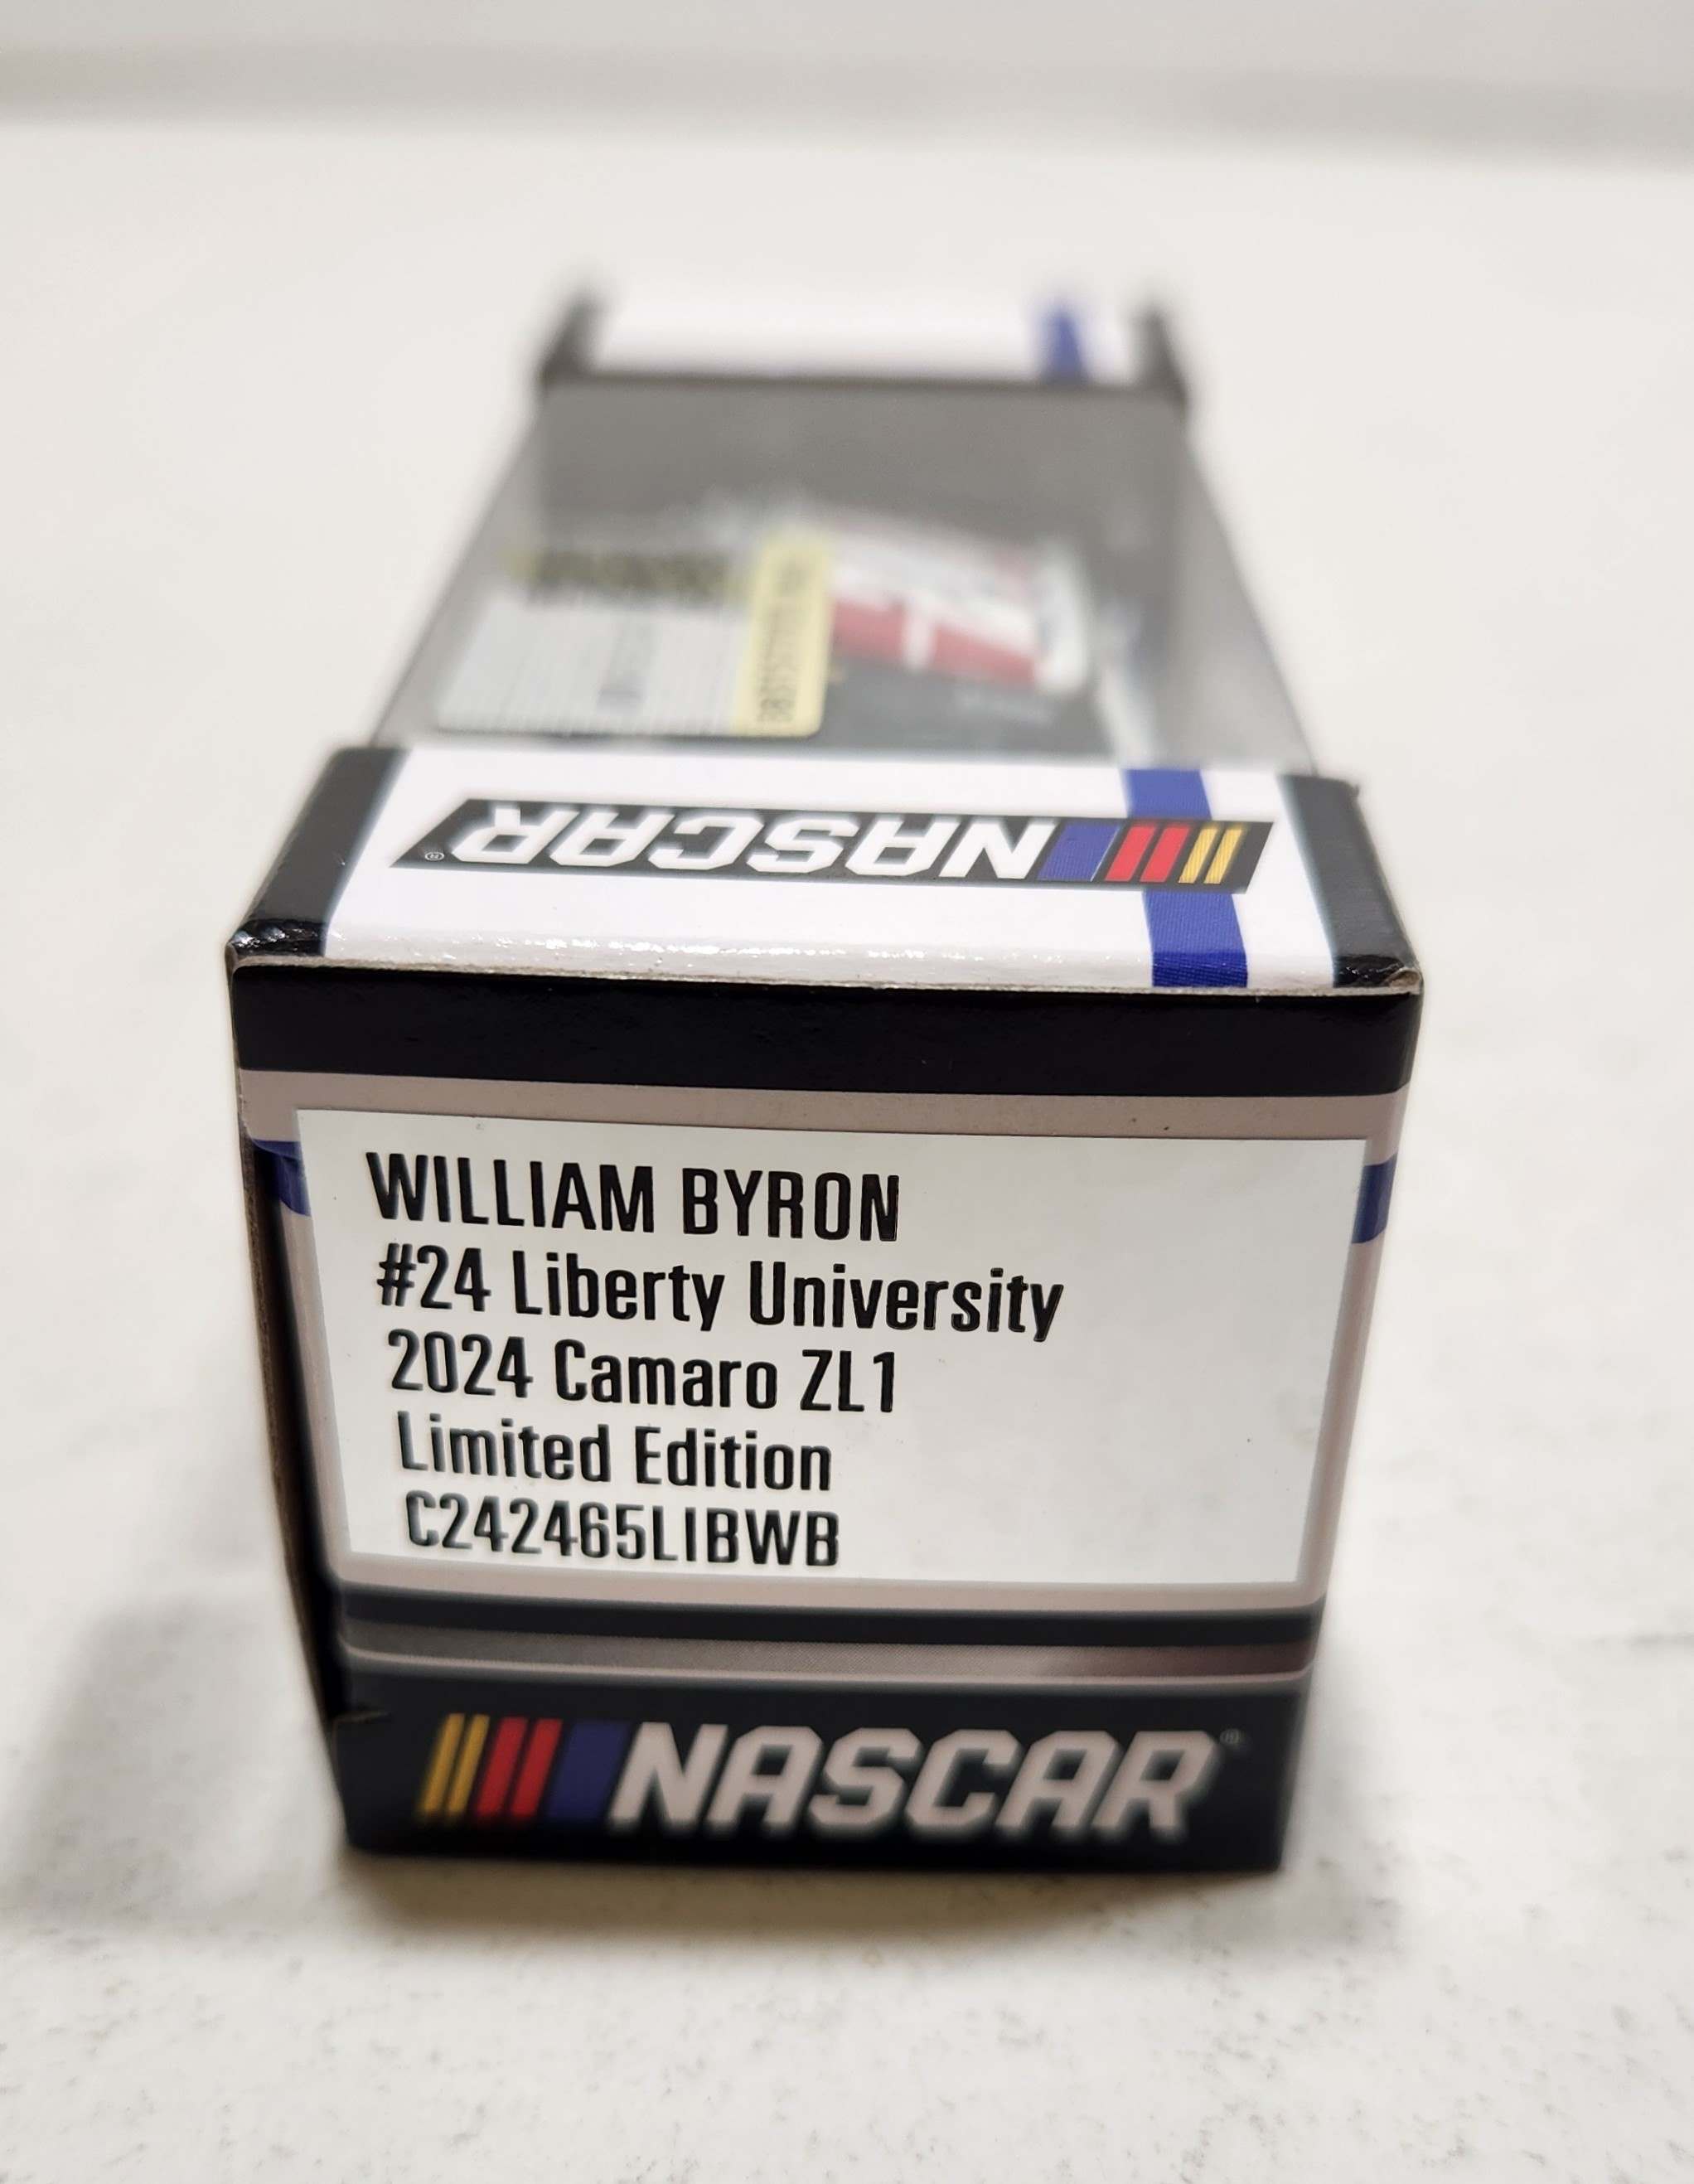 NASCAR
WILLIAM BYRON
#24 Liberty University
2024 Camaro ZL1
Limited Edition
C242465LIBWB
NASCAR